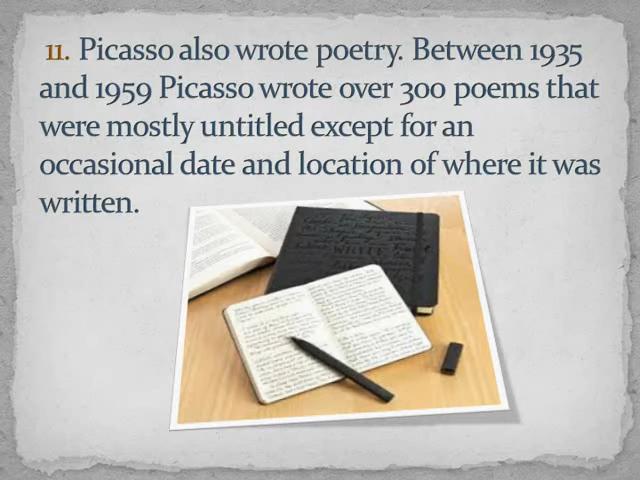 11. Picasso also wrote poetry. Between 1935
and 1959 Picasso wrote over 300 poems that
were mostly untitled except for an
occasional date and location of where it was
written.
WRITE